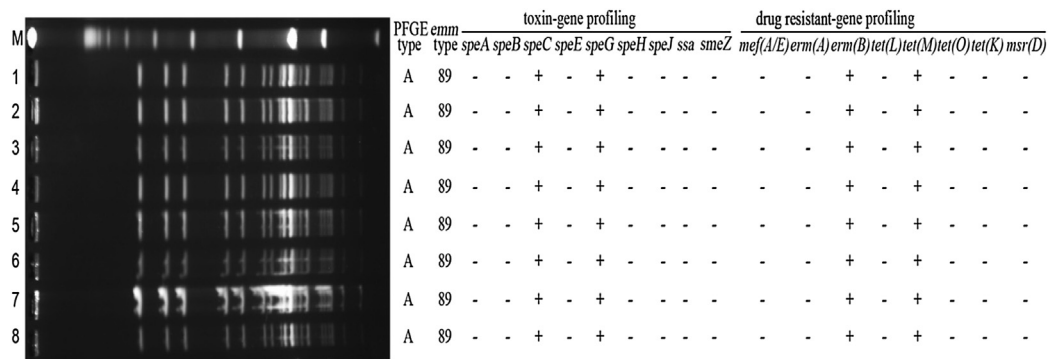 toxin-gene profiling drug resistant-gene profiling
PFGE emm
M type type speA speB speC speE speG speH speJ ssa smeZ mef(A/E) erm(A) erm(B) tet(L) tet(M) tet(O) tet(K) msr(D)
1 A 89 - - + - + - - - - - - + - + - - -
2 A 89 - - + - + - - - - - - + - + - - -
3 A 89 - - + - + - - - - - - + - + - - -
4 A 89 - - + - + - - - - - - + - + - - -
5 A 89 - - + - + - - - - - - + - + - - -
6 A 89 - - + - + - - - - - - + - + - - -
7 A 89 - - + - + - - - - - - + - + - - -
8 A 89 - - + - + - - - - - - + - + - - -